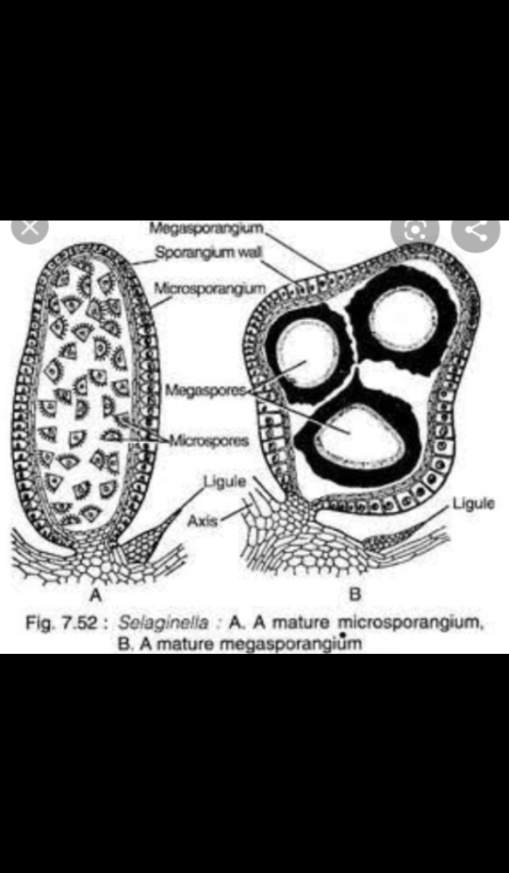 Megasporangium
Sporangium wall
Microsporangium
Megaspores
Microspores
Ligule
Axis
Ligule
A
B
Fig. 7.52 : Selaginella : A. A mature microsporangium,
B. A mature megasporangium